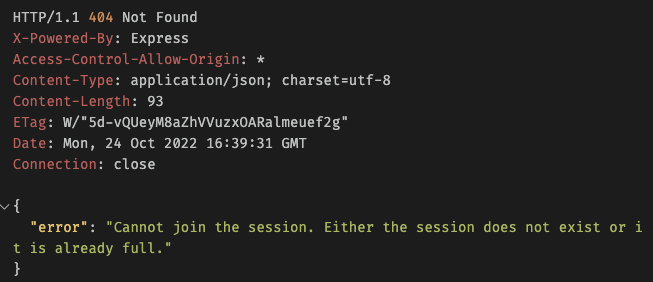 HTTP/1.1 404 Not Found
X-Powered-By: Express
Access-Control-Allow-Origin: *
Content-Type: application/json; charset=utf-8
Content-Length: 93
ETag: W/"5d-vQUeyM8aZhVVuzxOARalmeuef2g"
Date: Mon, 24 Oct 2022 16:39:31 GMT
Connection: close
{
"error": "Cannot join the session. Either the session does not exist or i
t is already full."
}